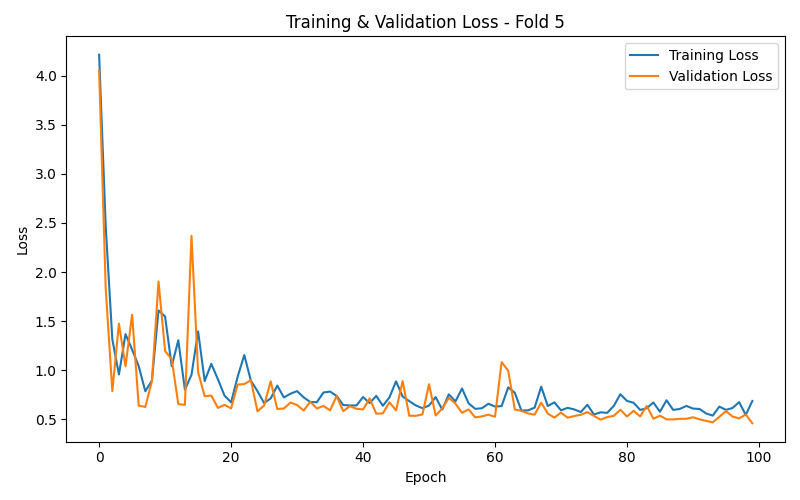 Training & Validation Loss - Fold 5
Training Loss
Validation Loss
4.0
3.5
3.0
2.5
2.0
1.5
1.0
0.5
Loss
0 20 40 60 80 100
Epoch